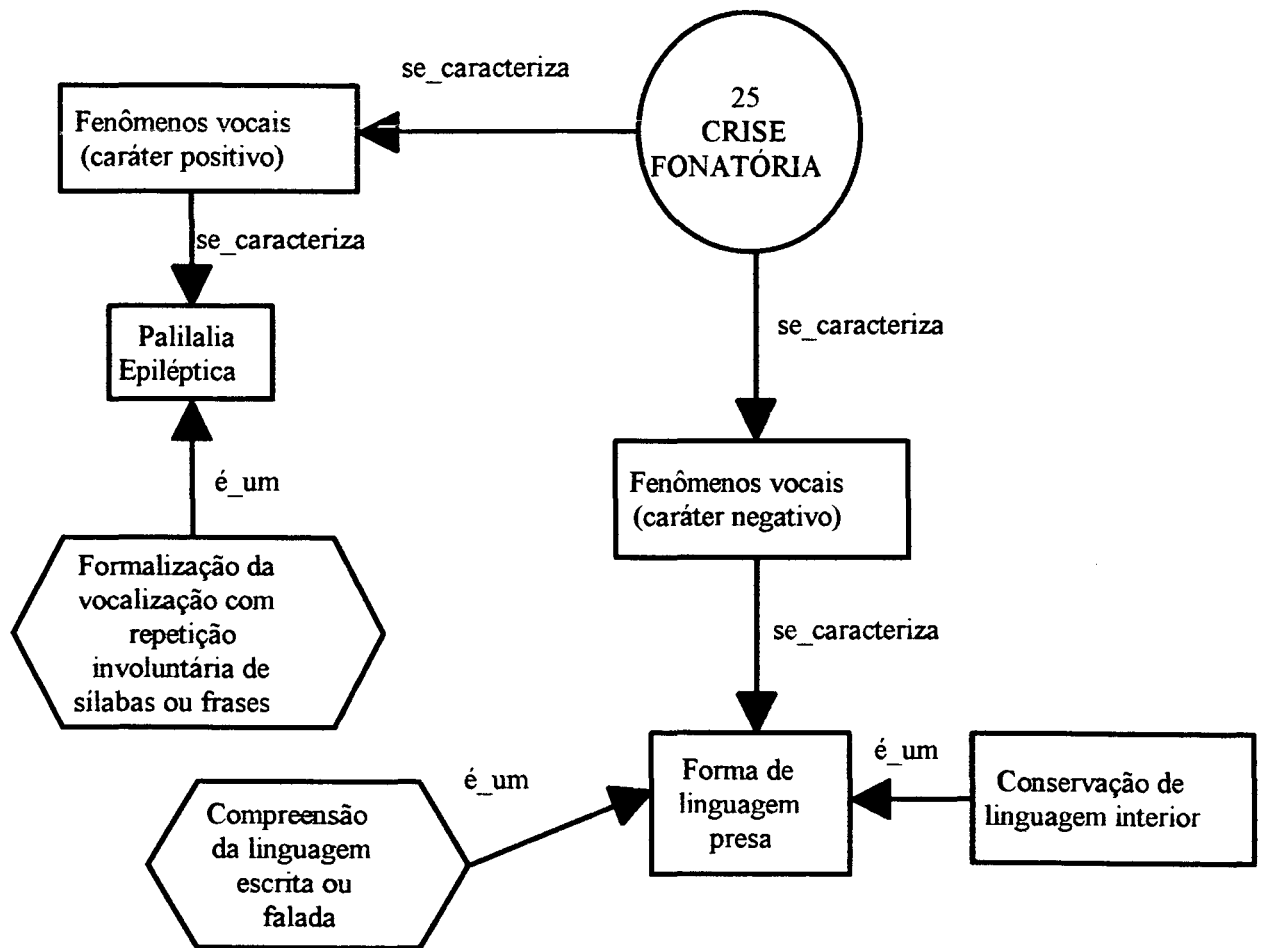 se_caracteriza
25
CRISE
FONATÓRIA
Fenômenos vocais
(caráter positivo)
se_caracteriza
Palilalia
Epiléptica
se_caracteriza
é_um
Fenômenos vocais
(caráter negativo)
Formalização da
vocalização com
repetição
involuntária de
sílabas ou frases
se_caracteriza
é_um
Forma de
linguagem
presa
é_um
Conservação de
linguagem interior
Compreensão
da linguagem
escrita ou
falada